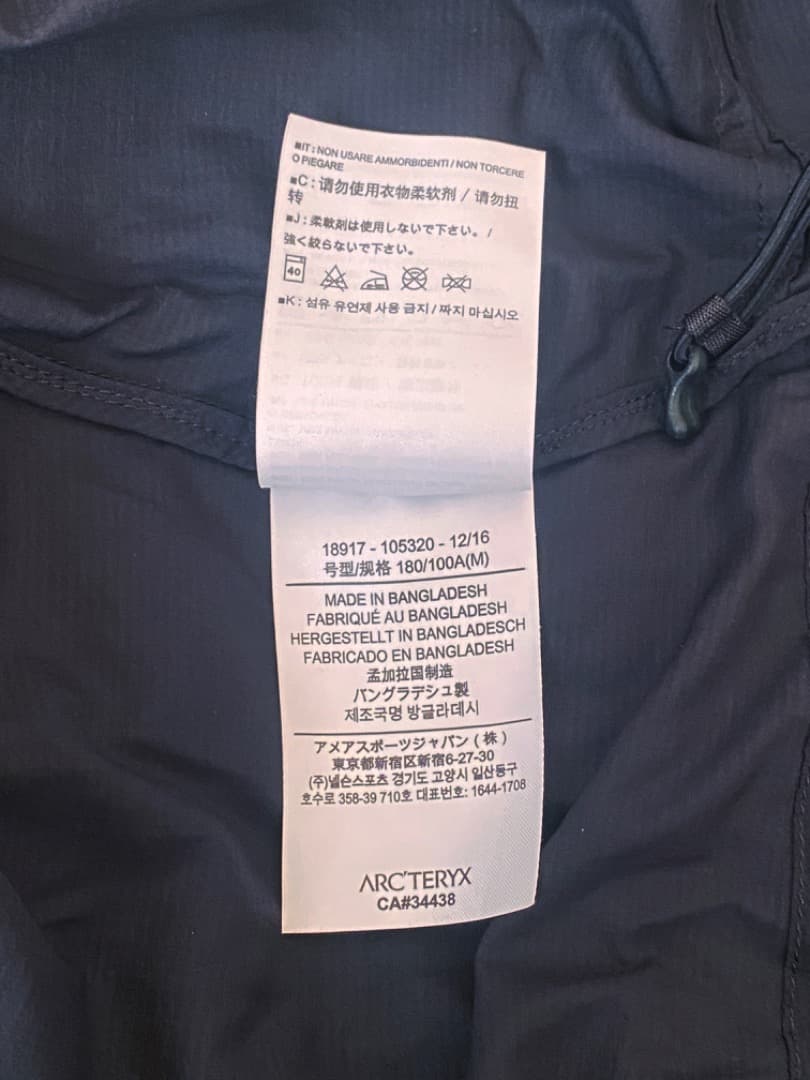 ■IT : NON USARE AMMORBIDENTI / NON TORCERE
O PIEGARE
■C : 请勿使用衣物柔软剂 / 请勿扭
转
■J : 柔軟剤は使用しないで下さい。 /
強く絞らないで下さい。
40
■K : 섬유 유연제 사용 금지 / 짜지 마십시오
18917 - 105320 - 12/16
号型/规格 180/100A(M)
MADE IN BANGLADESH
FABRIQUÉ AU BANGLADESH
HERGESTELLT IN BANGLADESCH
FABRICADO EN BANGLADESH
孟加拉国制造
バングラデシュ製
제조국명 방글라데시
アメアスポーツジャパン ( 株 )
東京都新宿区新宿6-27-30
(주)넬슨스포츠 경기도 고양시 일산동구
호수로 358-39 710호 대표번호: 1644-1708
ARC'TERYX
CA#34438